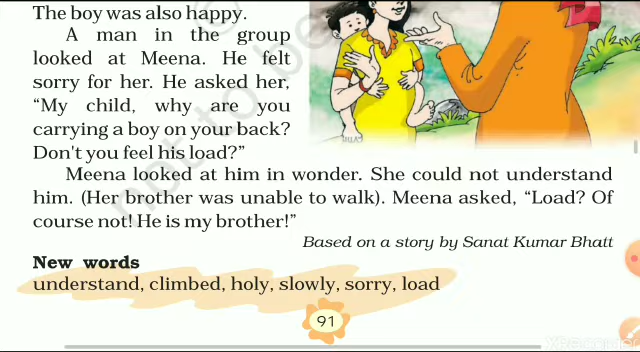 The boy was also happy.
A man in the group
looked at Meena. He felt
sorry for her. He asked her,
“My child, why are you
carrying a boy on your back?
Don't you feel his load?”
Meena looked at him in wonder. She could not understand
him. (Her brother was unable to walk). Meena asked, “Load? Of
course not! He is my brother!”
Based on a story by Sanat Kumar Bhatt
New words
understand, climbed, holy, slowly, sorry, load
91